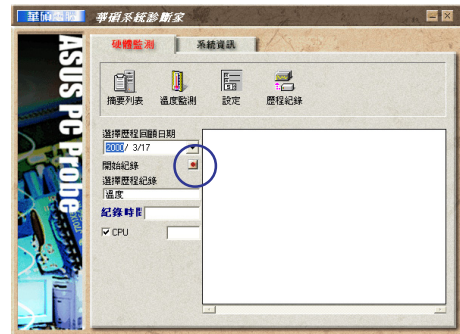 華碩電腦 華碩系統診斷家
ASUS PC Probe
硬體監測 系統資訊
摘要列表 溫度監測 設定 歷程紀錄
選擇歷程回顧日期
2000/ 3/17
開始紀錄
選擇歷程紀錄
溫度
紀錄時間
CPU